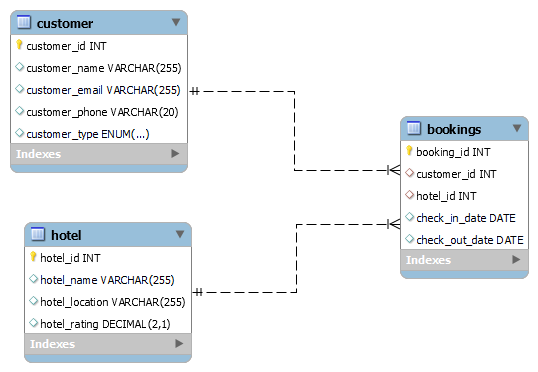 customer
customer_id INT
customer_name VARCHAR(255)
customer_email VARCHAR(255)
customer_phone VARCHAR(20)
customer_type ENUM(...)
Indexes
bookings
booking_id INT
customer_id INT
hotel_id INT
check_in_date DATE
check_out_date DATE
Indexes
hotel
hotel_id INT
hotel_name VARCHAR(255)
hotel_location VARCHAR(255)
hotel_rating DECIMAL(2,1)
Indexes